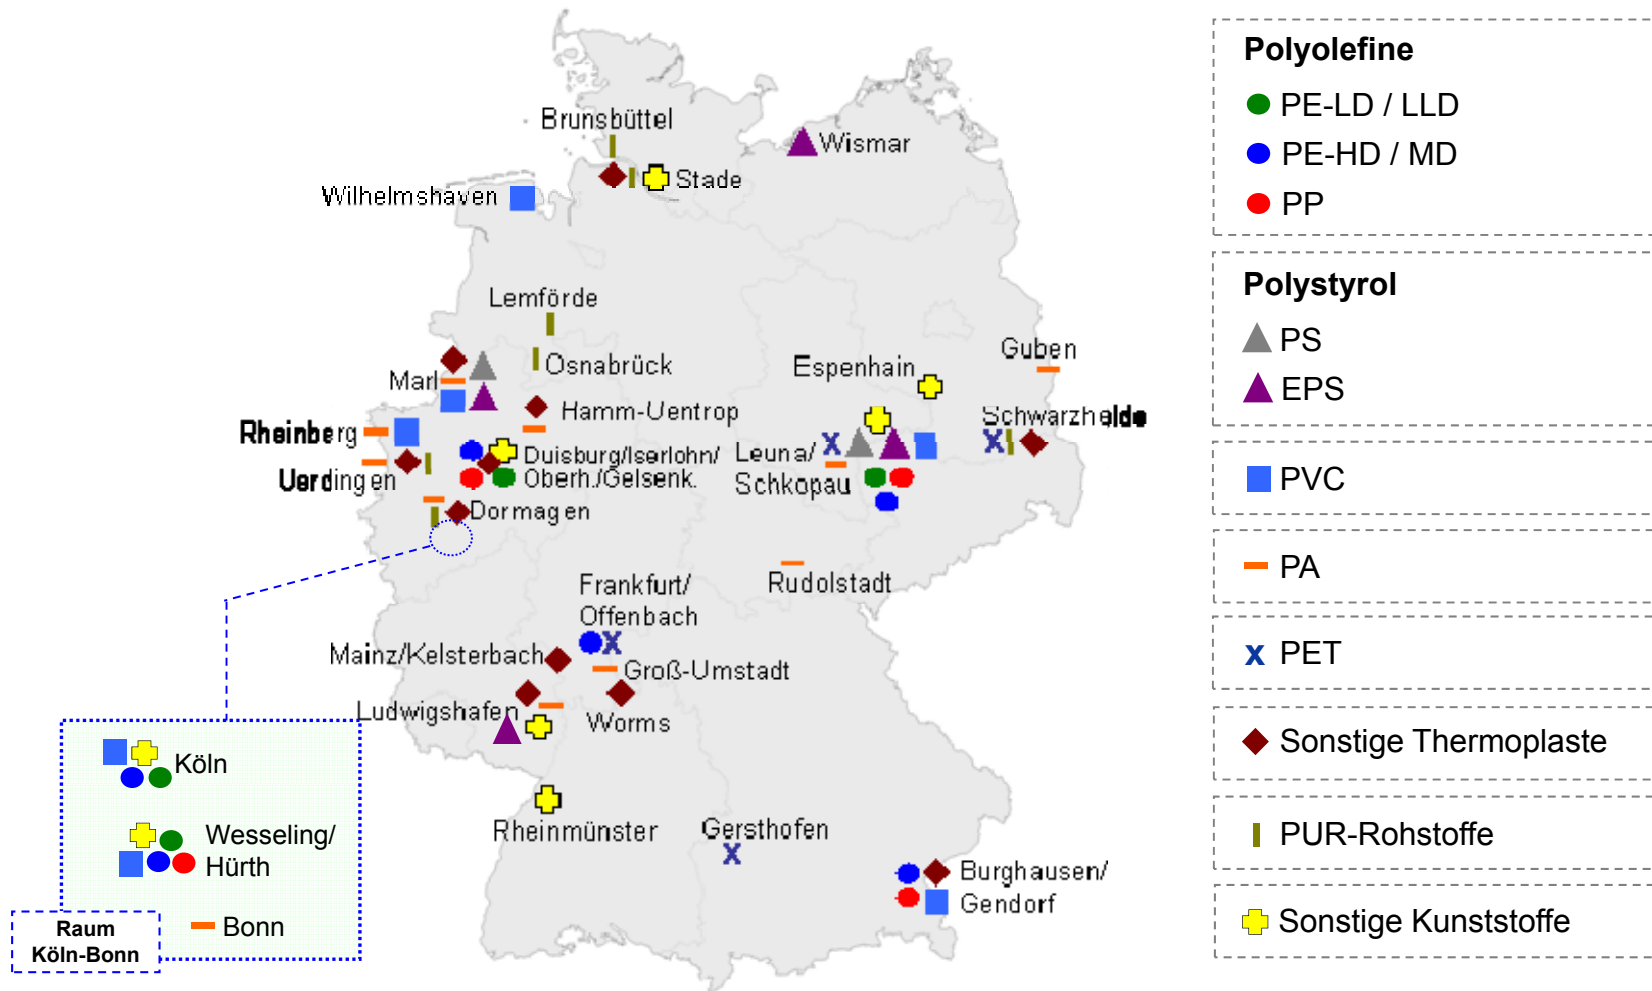 Brunsbüttel
Wismar
Stade
Wilhelmshaven
Lemförde
Osnabrück
Marl
Hamm-Uentrop
Rheinberg
Duisburg/Iserlohn/
Oberh./Gelsenk.
Uerdingen
Dormagen
Espenhain
Guben
Schwarzheide
Leuna/
Schkopau
Rudolstadt
Frankfurt/
Offenbach
Mainz/Kelsterbach
Groß-Umstadt
Ludwigshafen
Worms
Rheinmünster
Gersthofen
Burghausen/
Gendorf
Köln
Wesseling/
Hürth
Bonn
Raum
Köln-Bonn
Polyolefine
PE-LD / LLD
PE-HD / MD
PP
Polystyrol
PS
EPS
PVC
PA
x PET
Sonstige Thermoplaste
PUR-Rohstoffe
Sonstige Kunststoffe